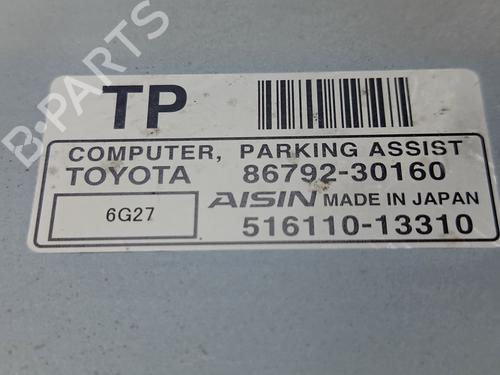 TP
COMPUTER, PARKING ASSIST
TOYOTA 86792-30160
6G27
AISIN MADE IN JAPAN
516110-13310
B-PARTS